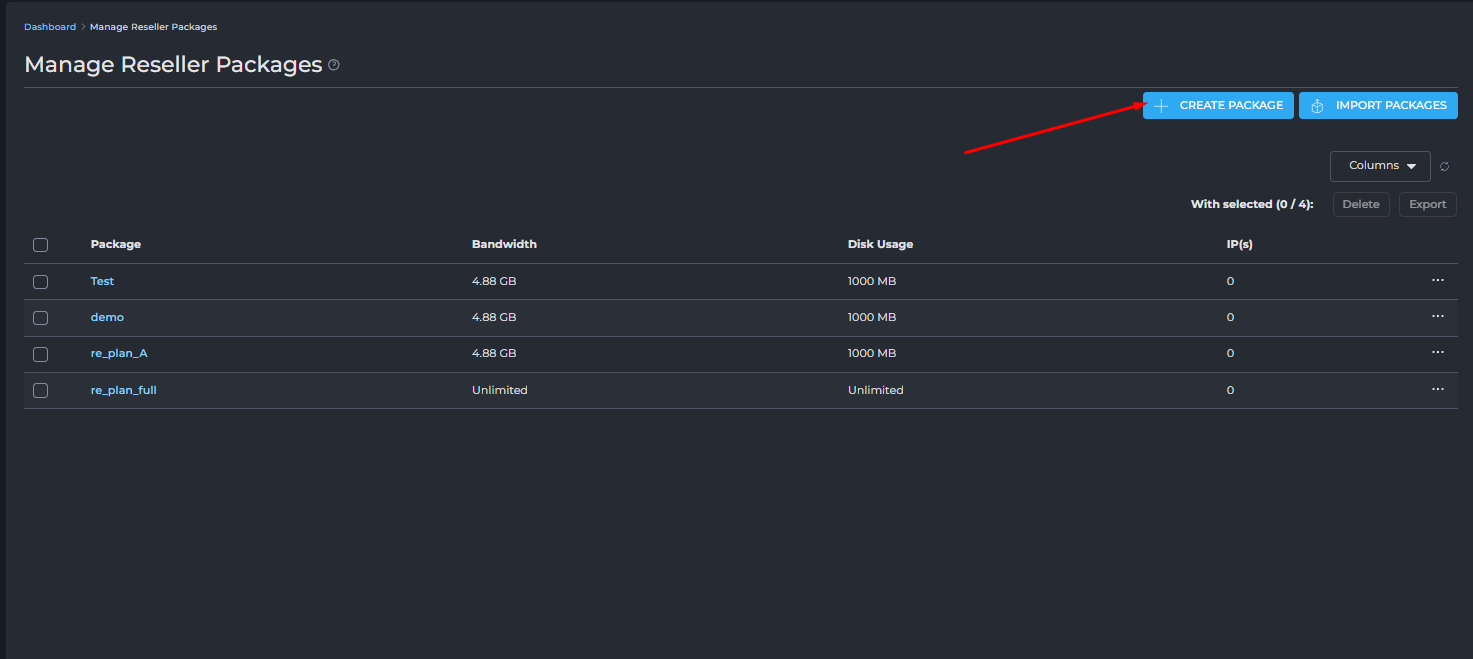 Dashboard > Manage Reseller Packages
Manage Reseller Packages
CREATE PACKAGE IMPORT PACKAGES
Columns
With selected (0 / 4): Delete Export
Package Bandwidth Disk Usage IP(s)
Test 4.88 GB 1000 MB 0
demo 4.88 GB 1000 MB 0
re_plan_A 4.88 GB 1000 MB 0
re_plan_full Unlimited Unlimited 0